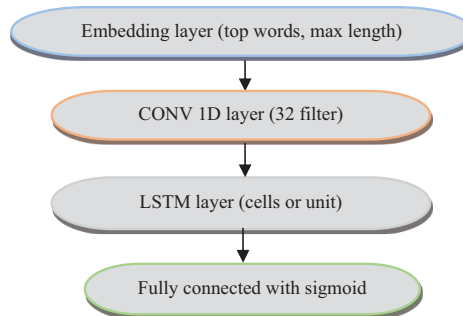 Embedding layer (top words, max length)
CONV 1D layer (32 filter)
LSTM layer (cells or unit)
Fully connected with sigmoid